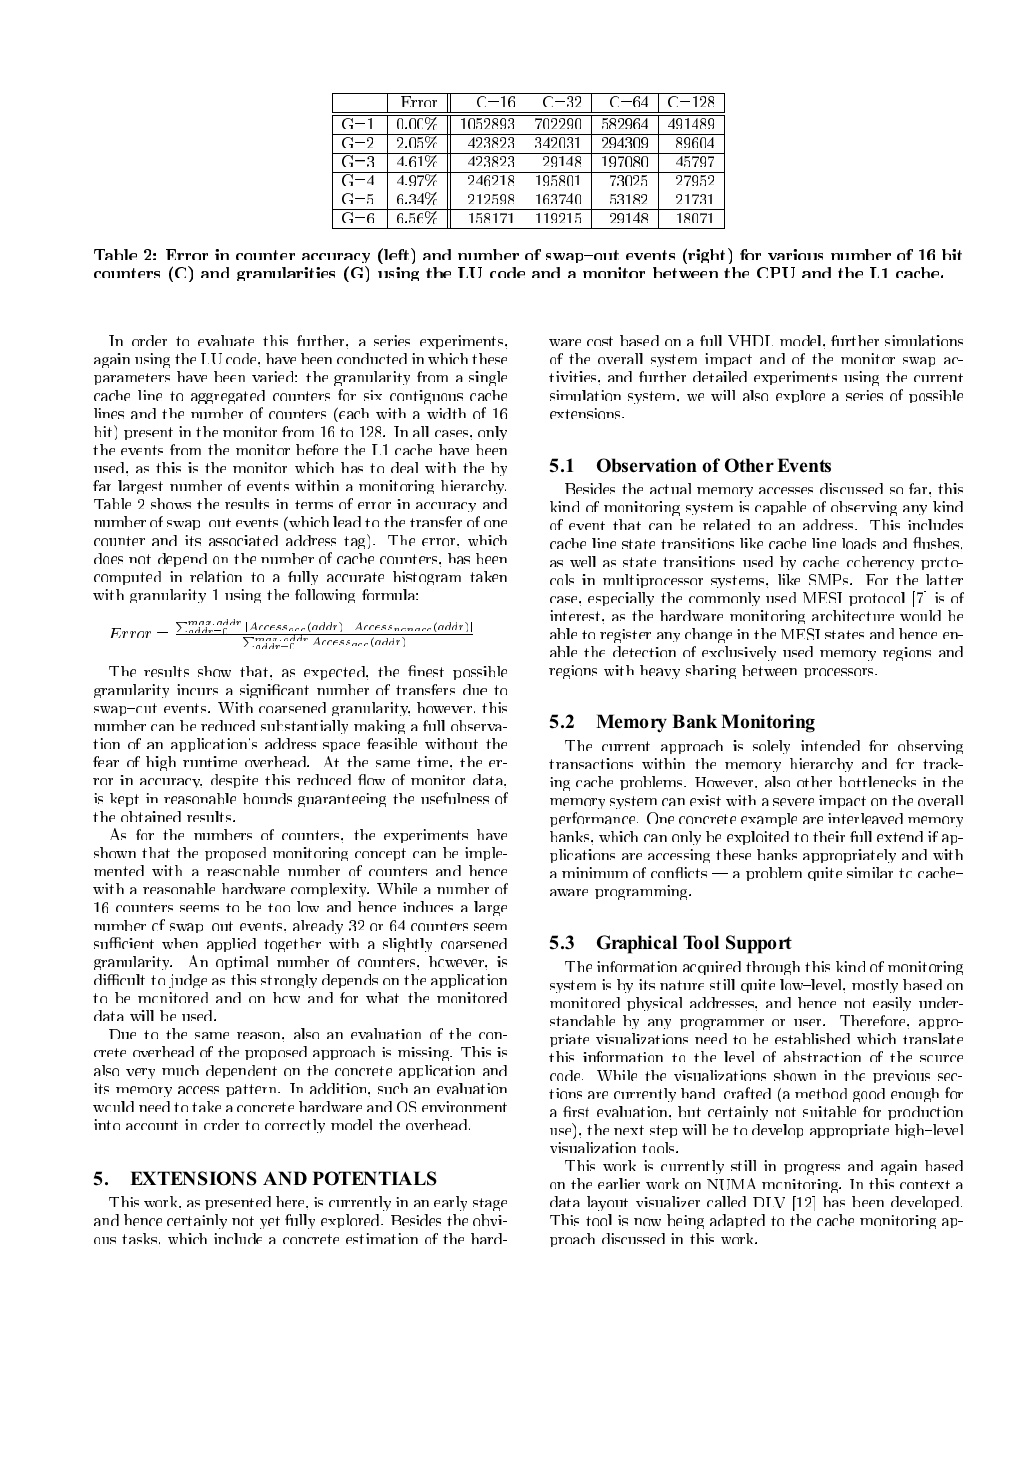 Error C=16 C=32 C=64 C=128
G=1 0.00% 1052893 702290 582964 491489
G=2 2.05% 423823 342031 294309 89604
G=3 4.61% 423823 29148 197080 45797
G=4 4.97% 246218 195801 73025 27952
G=5 6.34% 212598 163740 53182 21731
G=6 6.56% 158171 119215 29148 18071
Table 2: Error in counter accuracy (left) and number of swap–out events (right) for various number of 16 bit
counters (C) and granularities (G) using the LU code and a monitor between the CPU and the L1 cache.
In order to evaluate this further, a series experiments,
again using the LU code, have been conducted in which these
parameters have been varied: the granularity from a single
cache line to aggregated counters for six contiguous cache
lines and the number of counters (each with a width of 16
bit) present in the monitor from 16 to 128. In all cases, only
the events from the monitor before the L1 cache have been
used, as this is the monitor which has to deal with the by
far largest number of events within a monitoring hierarchy.
Table 2 shows the results in terms of error in accuracy and
number of swap–out events (which lead to the transfer of one
counter and its associated address tag). The error, which
does not depend on the number of cache counters, has been
computed in relation to a fully accurate histogram taken
with granularity 1 using the following formula:
Error = ∑^{max.addr}_{addr=0} |Access_{acc}(addr)−Access_{nonacc}(addr)| / ∑^{max.addr}_{addr=0} Access_{acc}(addr)
The results show that, as expected, the finest possible
granularity incurs a significant number of transfers due to
swap–out events. With coarsened granularity, however, this
number can be reduced substantially making a full observa-
tion of an application's address space feasible without the
fear of high runtime overhead. At the same time, the er-
ror in accuracy, despite this reduced flow of monitor data,
is kept in reasonable bounds guaranteeing the usefulness of
the obtained results.
As for the numbers of counters, the experiments have
shown that the proposed monitoring concept can be imple-
mented with a reasonable number of counters and hence
with a reasonable hardware complexity. While a number of
16 counters seems to be too low and hence induces a large
number of swap–out events, already 32 or 64 counters seem
sufficient when applied together with a slightly coarsened
granularity. An optimal number of counters, however, is
difficult to judge as this strongly depends on the application
to be monitored and on how and for what the monitored
data will be used.
Due to the same reason, also an evaluation of the con-
crete overhead of the proposed approach is missing. This is
also very much dependent on the concrete application and
its memory access pattern. In addition, such an evaluation
would need to take a concrete hardware and OS environment
into account in order to correctly model the overhead.
5. EXTENSIONS AND POTENTIALS
This work, as presented here, is currently in an early stage
and hence certainly not yet fully explored. Besides the obvi-
ous tasks, which include a concrete estimation of the hard-
ware cost based on a full VHDL model, further simulations
of the overall system impact and of the monitor swap ac-
tivities, and further detailed experiments using the current
simulation system, we will also explore a series of possible
extensions.
5.1 Observation of Other Events
Besides the actual memory accesses discussed so far, this
kind of monitoring system is capable of observing any kind
of event that can be related to an address. This includes
cache line state transitions like cache line loads and flushes,
as well as state transitions used by cache coherency proto-
cols in multiprocessor systems, like SMPs. For the latter
case, especially the commonly used MESI protocol [7] is of
interest, as the hardware monitoring architecture would be
able to register any change in the MESI states and hence en-
able the detection of exclusively used memory regions and
regions with heavy sharing between processors.
5.2 Memory Bank Monitoring
The current approach is solely intended for observing
transactions within the memory hierarchy and for track-
ing cache problems. However, also other bottlenecks in the
memory system can exist with a severe impact on the overall
performance. One concrete example are interleaved memory
banks, which can only be exploited to their full extend if ap-
plications are accessing these banks appropriately and with
a minimum of conflicts — a problem quite similar to cache–
aware programming.
5.3 Graphical Tool Support
The information acquired through this kind of monitoring
system is by its nature still quite low–level, mostly based on
monitored physical addresses, and hence not easily under-
standable by any programmer or user. Therefore, appro-
priate visualizations need to be established which translate
this information to the level of abstraction of the source
code. While the visualizations shown in the previous sec-
tions are currently hand–crafted (a method good enough for
a first evaluation, but certainly not suitable for production
use), the next step will be to develop appropriate high–level
visualization tools.
This work is currently still in progress and again based
on the earlier work on NUMA monitoring. In this context a
data layout visualizer called DLV [12] has been developed.
This tool is now being adapted to the cache monitoring ap-
proach discussed in this work.